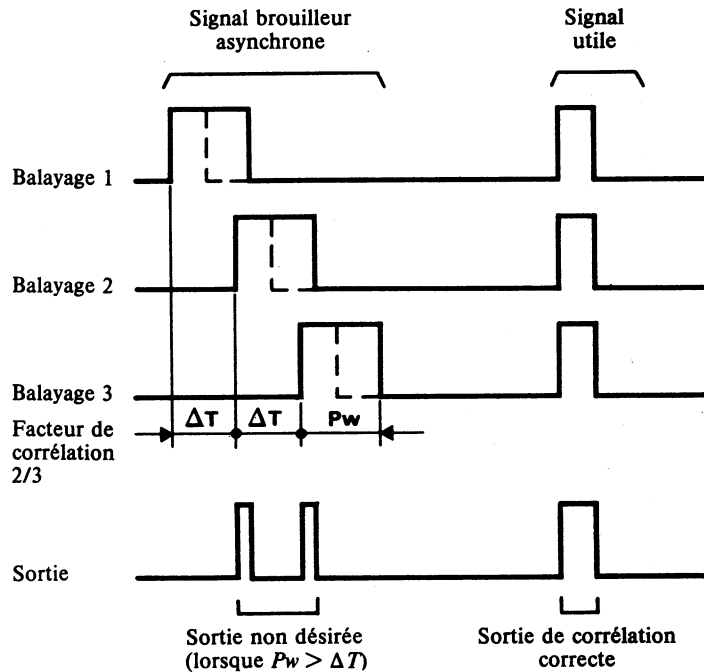 Signal brouilleur
asynchrone
Signal
utile
Balayage 1
Balayage 2
Balayage 3
ΔT ΔT Pw
Facteur de
corrélation
2/3
Sortie
Sortie non désirée
(lorsque Pw > ΔT)
Sortie de corrélation
correcte